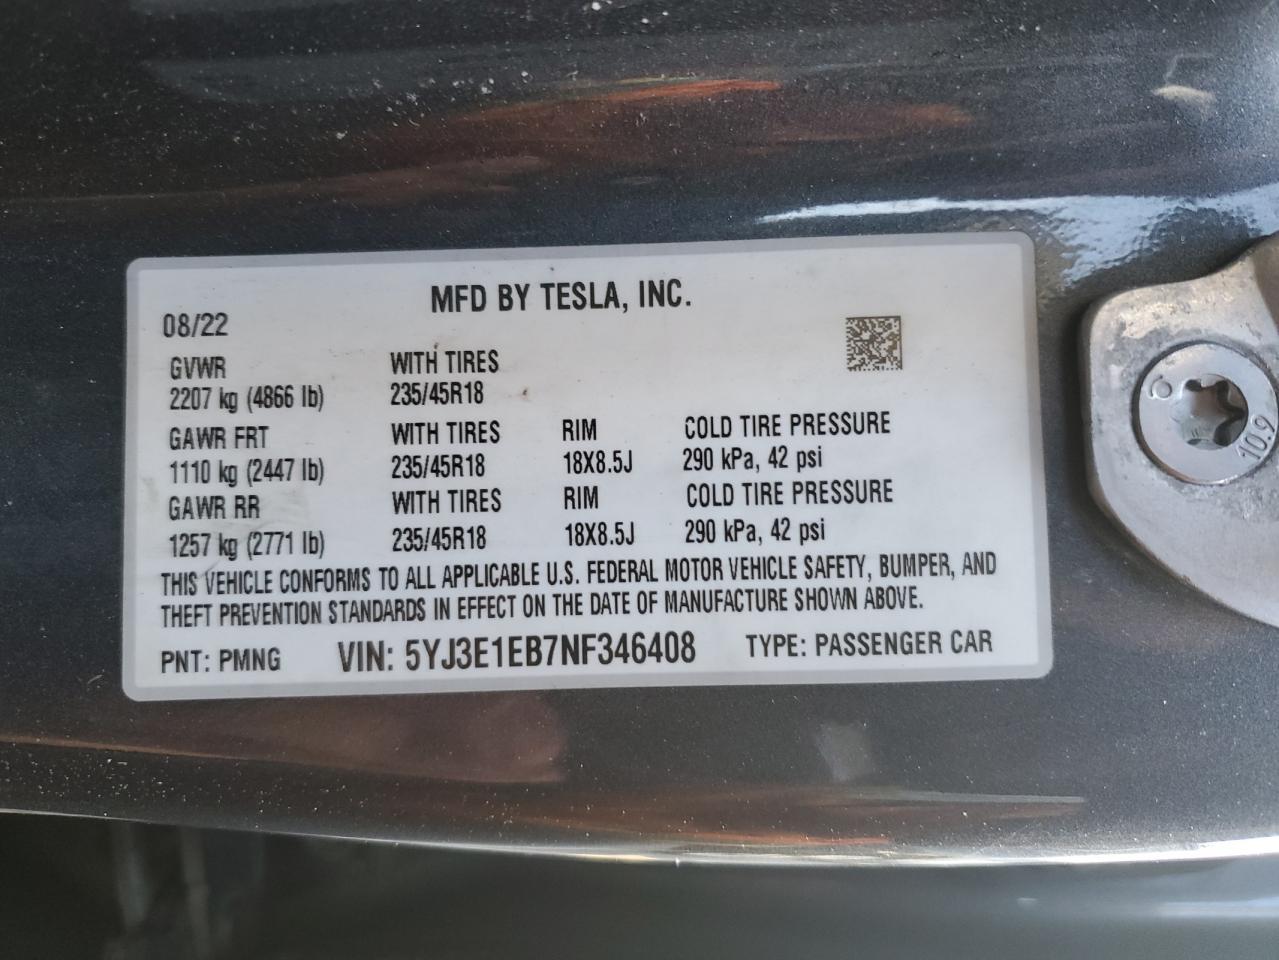 MFD BY TESLA, INC.
08/22
GVWR WITH TIRES
2207 kg (4866 lb) 235/45R18
GAWR FRT WITH TIRES RIM COLD TIRE PRESSURE
1110 kg (2447 lb) 235/45R18 18X8.5J 290 kPa, 42 psi
GAWR RR WITH TIRES RIM COLD TIRE PRESSURE
1257 kg (2771 lb) 235/45R18 18X8.5J 290 kPa, 42 psi
THIS VEHICLE CONFORMS TO ALL APPLICABLE U.S. FEDERAL MOTOR VEHICLE SAFETY, BUMPER, AND
THEFT PREVENTION STANDARDS IN EFFECT ON THE DATE OF MANUFACTURE SHOWN ABOVE.
PNT: PMNG VIN: 5YJ3E1EB7NF346408 TYPE: PASSENGER CAR
10.9